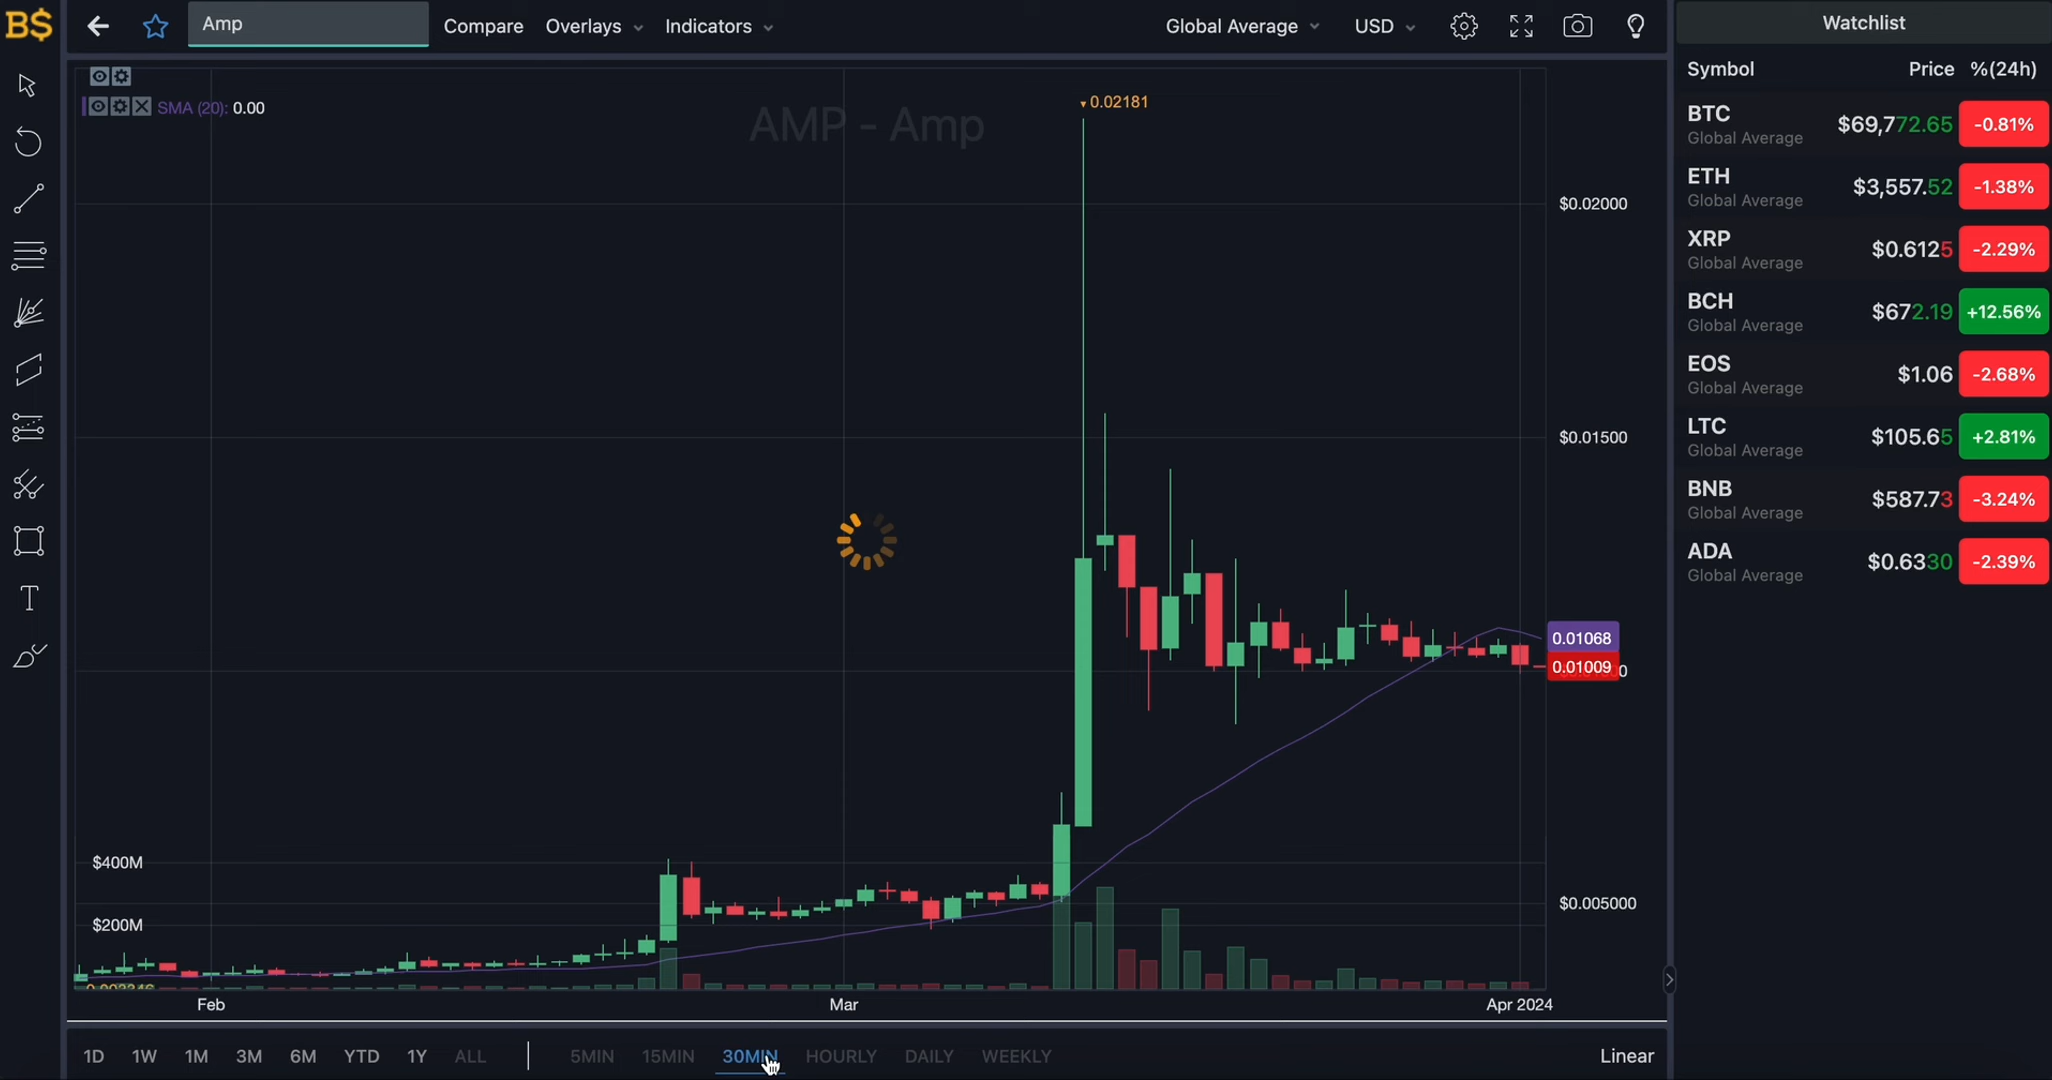 B$
Amp
Compare
Overlays
Indicators
Global Average
USD
SMA (20): 0.00
AMP - Amp
0.02181
$0.02000
$0.01500
0.01068
0.01009
$0.005000
$400M
$200M
Feb
Mar
Apr 2024
1D
1W
1M
3M
6M
YTD
1Y
ALL
5MIN
15MIN
30MIN
HOURLY
DAILY
WEEKLY
Linear
Watchlist
Symbol Price %(24h)
BTC $69,772.65 -0.81%
Global Average
ETH $3,557.52 -1.38%
Global Average
XRP $0.6125 -2.29%
Global Average
BCH $672.19 +12.56%
Global Average
EOS $1.06 -2.68%
Global Average
LTC $105.65 +2.81%
Global Average
BNB $587.73 -3.24%
Global Average
ADA $0.6330 -2.39%
Global Average